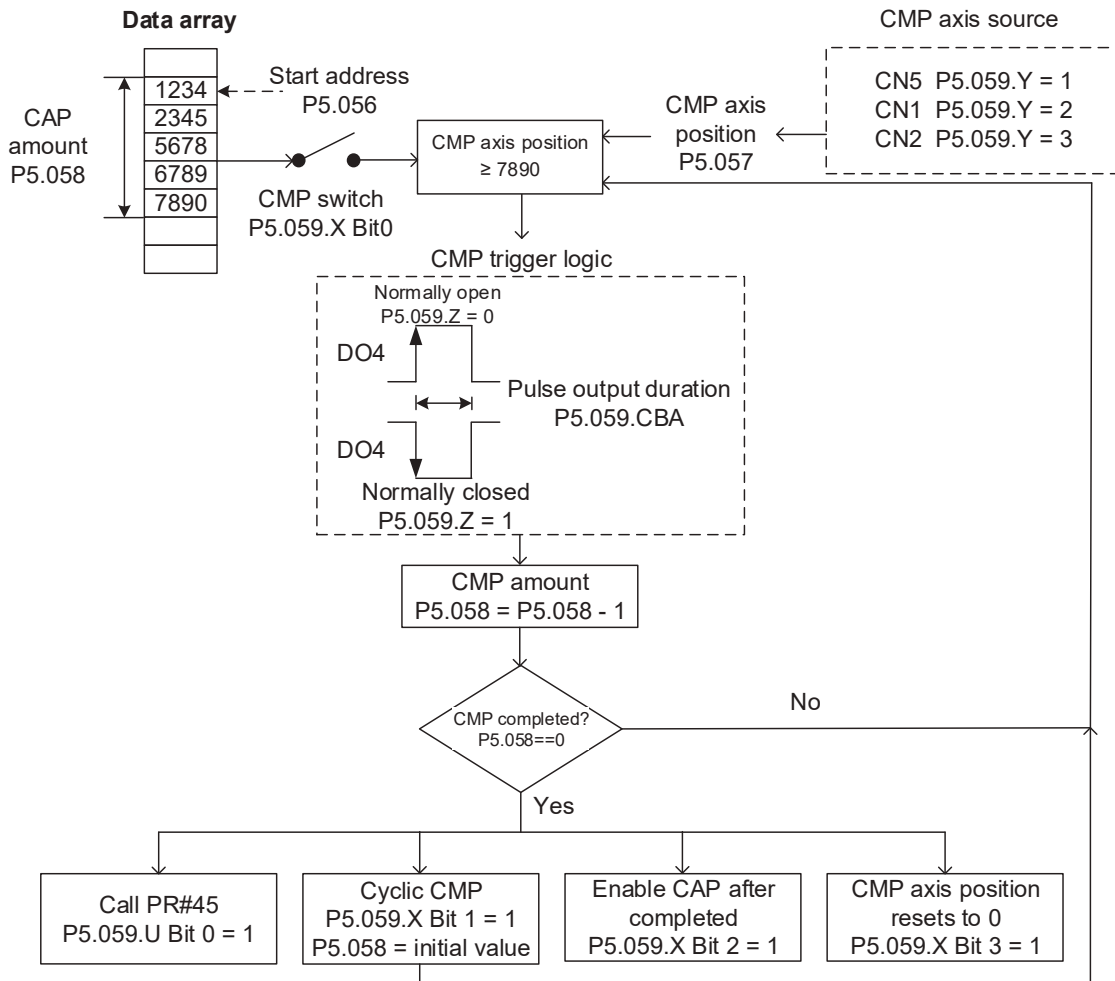 Data array
CMP axis source
1234
2345
5678
6789
7890
CAP
amount
P5.058
Start address
P5.056
CMP switch
P5.059.X Bit0
CMP axis position
≥ 7890
CMP axis
position
P5.057
CN5 P5.059.Y = 1
CN1 P5.059.Y = 2
CN2 P5.059.Y = 3
CMP trigger logic
Normally open
P5.059.Z = 0
DO4
Pulse output duration
P5.059.CBA
DO4
Normally closed
P5.059.Z = 1
CMP amount
P5.058 = P5.058 - 1
CMP completed?
P5.058==0
No
Yes
Call PR#45
P5.059.U Bit 0 = 1
Cyclic CMP
P5.059.X Bit 1 = 1
P5.058 = initial value
Enable CAP after
completed
P5.059.X Bit 2 = 1
CMP axis position
resets to 0
P5.059.X Bit 3 = 1